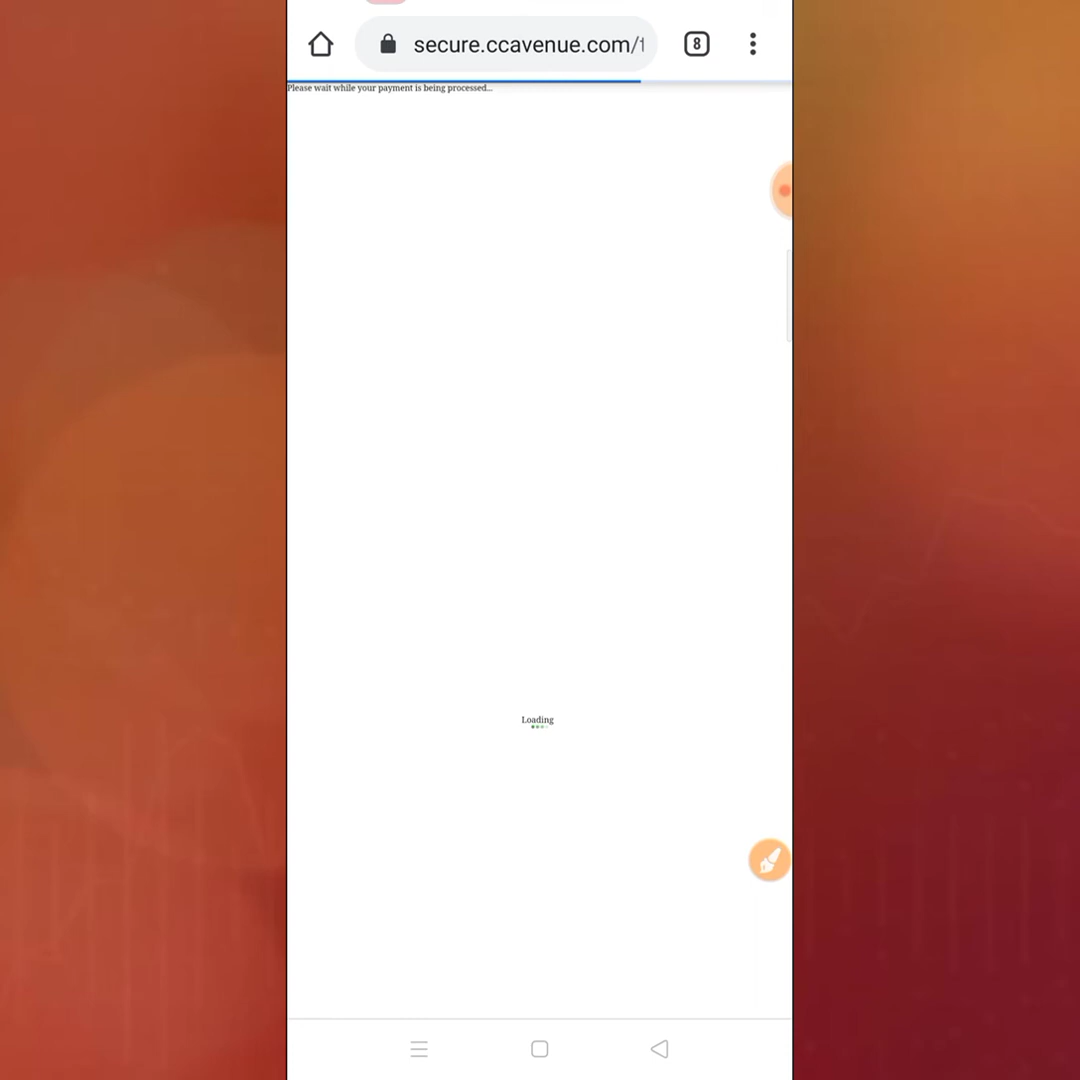 secure.ccavenue.com/
8
Please wait while your payment is being processed...
Loading